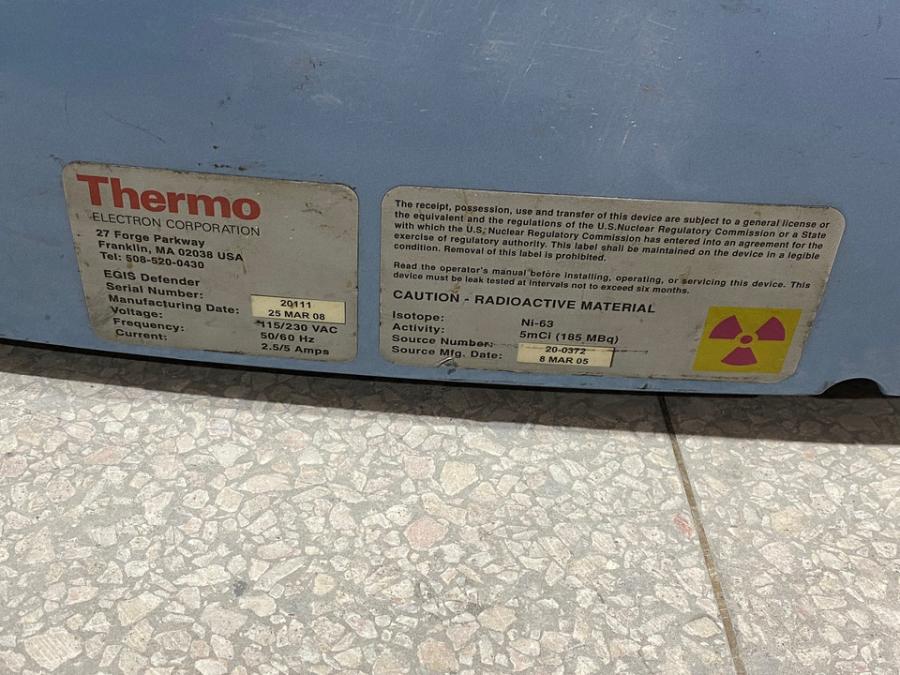 Thermo
ELECTRON CORPORATION
27 Forge Parkway
Franklin, MA 02038 USA
Tel: 508-520-0430
EGIS Defender
Serial Number: 20111
Manufacturing Date: 25 MAR 08
Voltage: 115/230 VAC
Frequency: 50/60 Hz
Current: 2.5/5 Amps
The receipt, possession, use and transfer of this device are subject to a general license or
the equivalent and the regulations of the U.S.Nuclear Regulatory Commission or a State
with which the U.S. Nuclear Regulatory Commission has entered into an agreement for the
exercise of regulatory authority. This label shall be maintained on the device in a legible
condition. Removal of this label is prohibited.
Read the operator's manual before installing, operating, or servicing this device. This
device must be leak tested at intervals not to exceed six months.
CAUTION - RADIOACTIVE MATERIAL
Isotope: Ni-63
Activity: 5mCi (185 MBq)
Source Number: 20-0372
Source Mfg. Date: 8 MAR 05